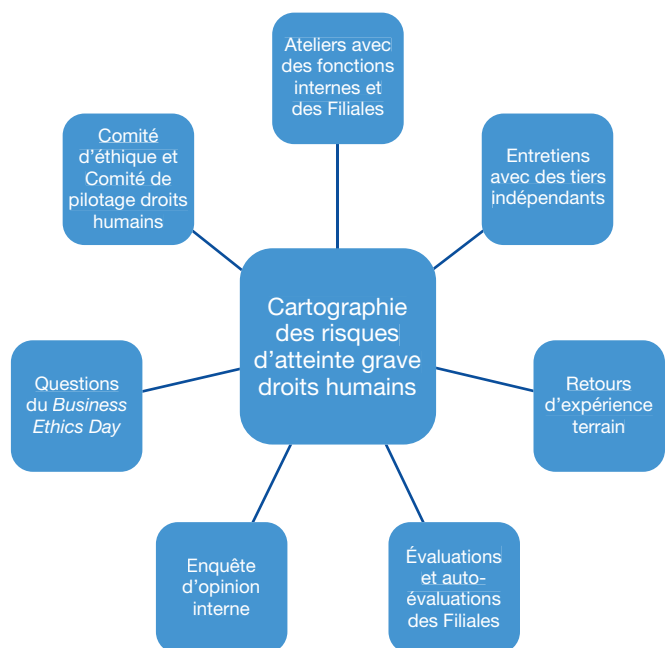 Ateliers avec
des fonctions
internes et
des Filiales
Comité
d'éthique et
Comité de
pilotage droits
humains
Entretiens
avec des tiers
indépendants
Cartographie
des risques
d'atteinte grave
droits humains
Questions
du Business
Ethics Day
Retours
d'expérience
terrain
Enquête
d'opinion
interne
Évaluations
et auto-
évaluations
des Filiales